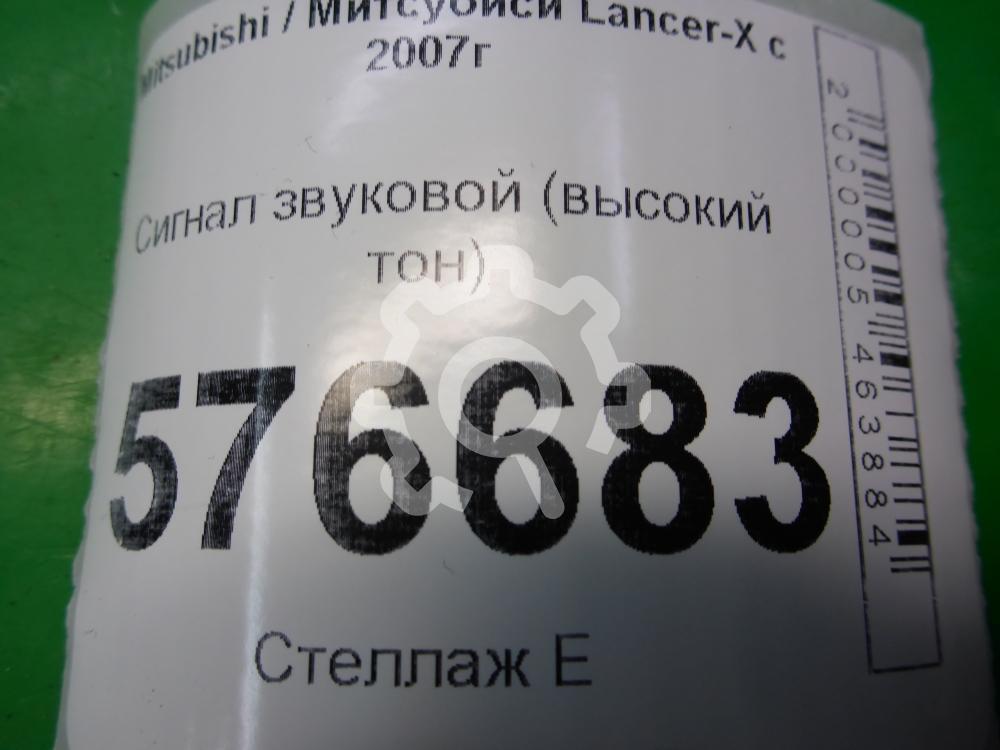 Mitsubishi / Митсубиси Lancer-X с
2007г
Сигнал звуковой (высокий
тон)
576683
Стеллаж E
2000005463884